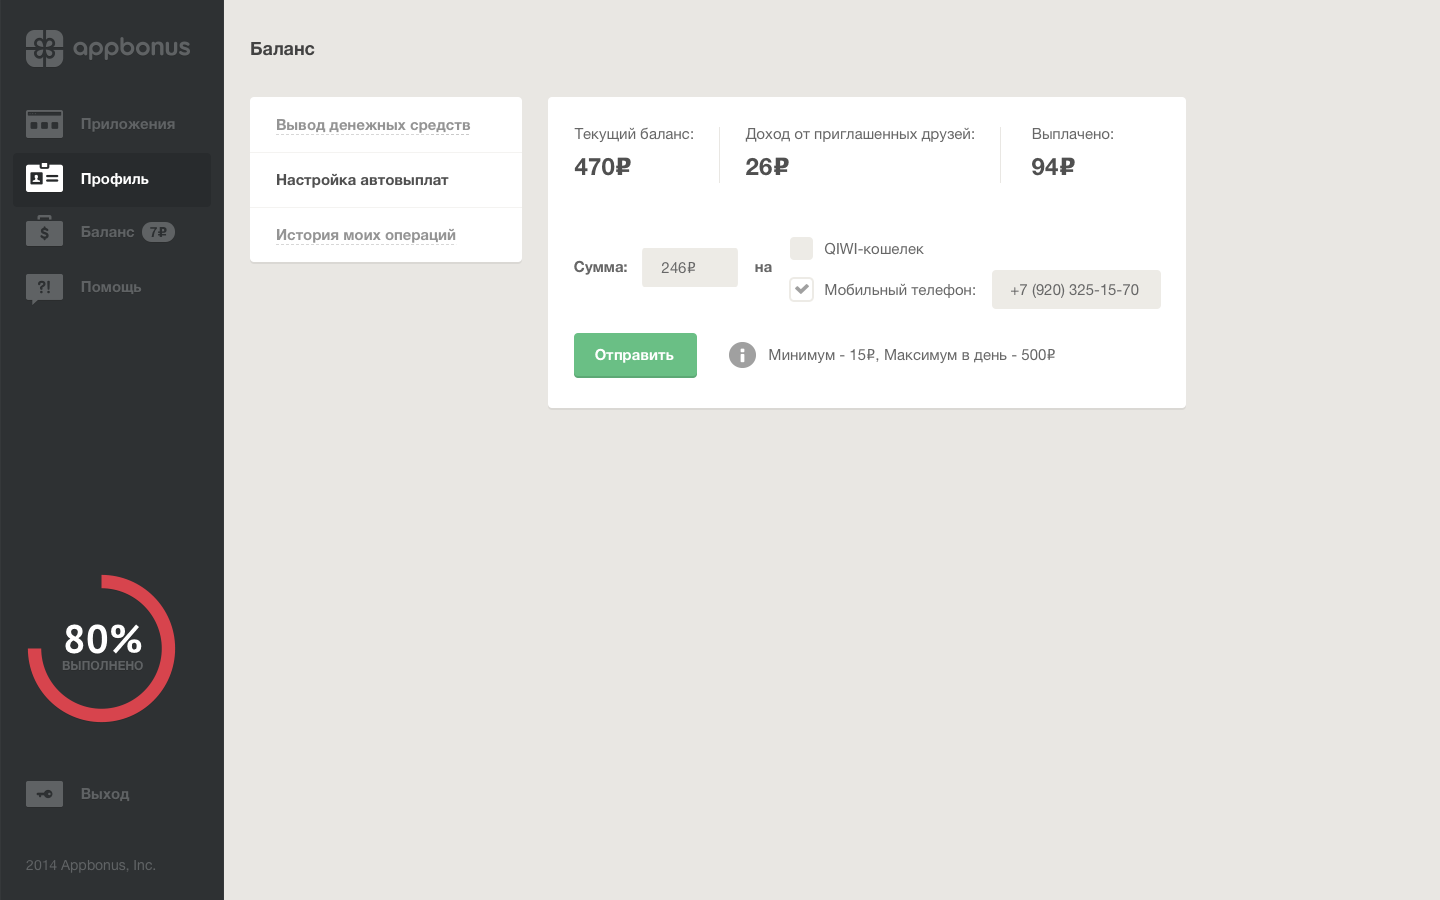 appbonus
Приложения
Профиль
Баланс 7₽
Помощь
80%
ВЫПОЛНЕНО
Выход
2014 Appbonus, Inc.
Баланс
Вывод денежных средств
Настройка автовыплат
История моих операций
Текущий баланс:
470₽
Доход от приглашенных друзей:
26₽
Выплачено:
94₽
Сумма: 246₽ на
QIWI-кошелек
Мобильный телефон: +7 (920) 325-15-70
Отправить
Минимум - 15₽, Максимум в день - 500₽